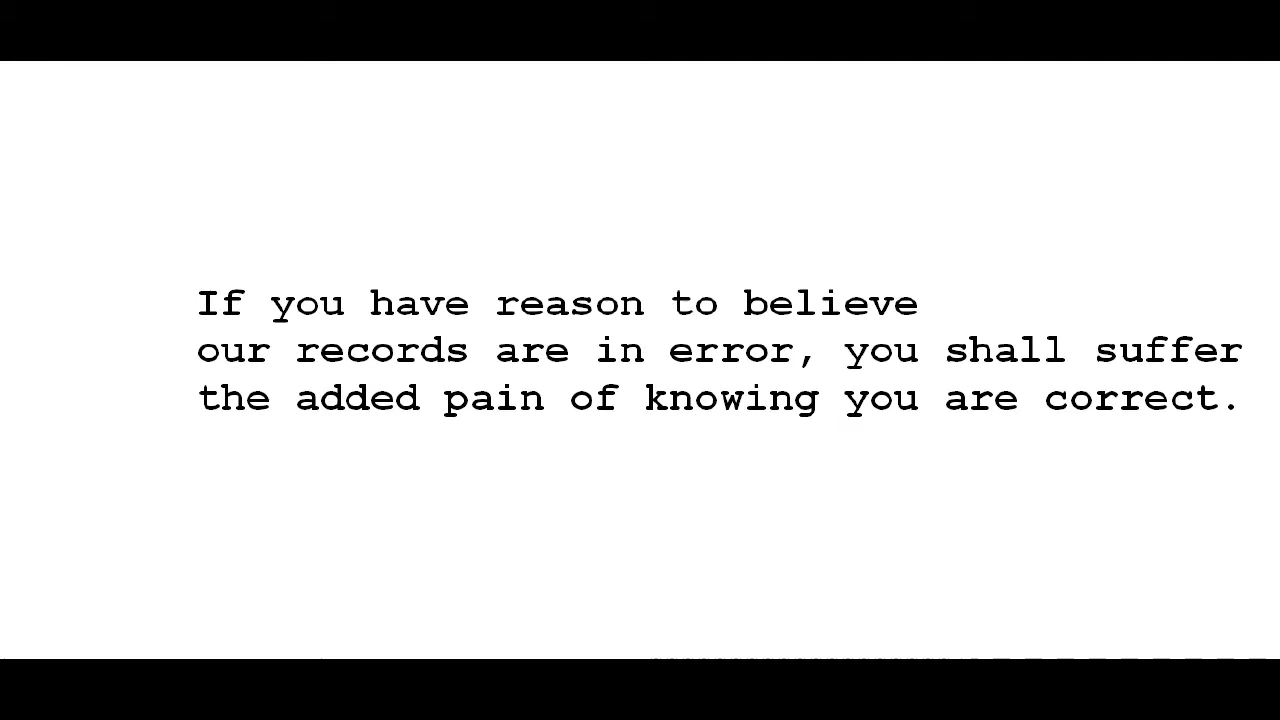 If you have reason to believe
our records are in error, you shall suffer
the added pain of knowing you are correct.